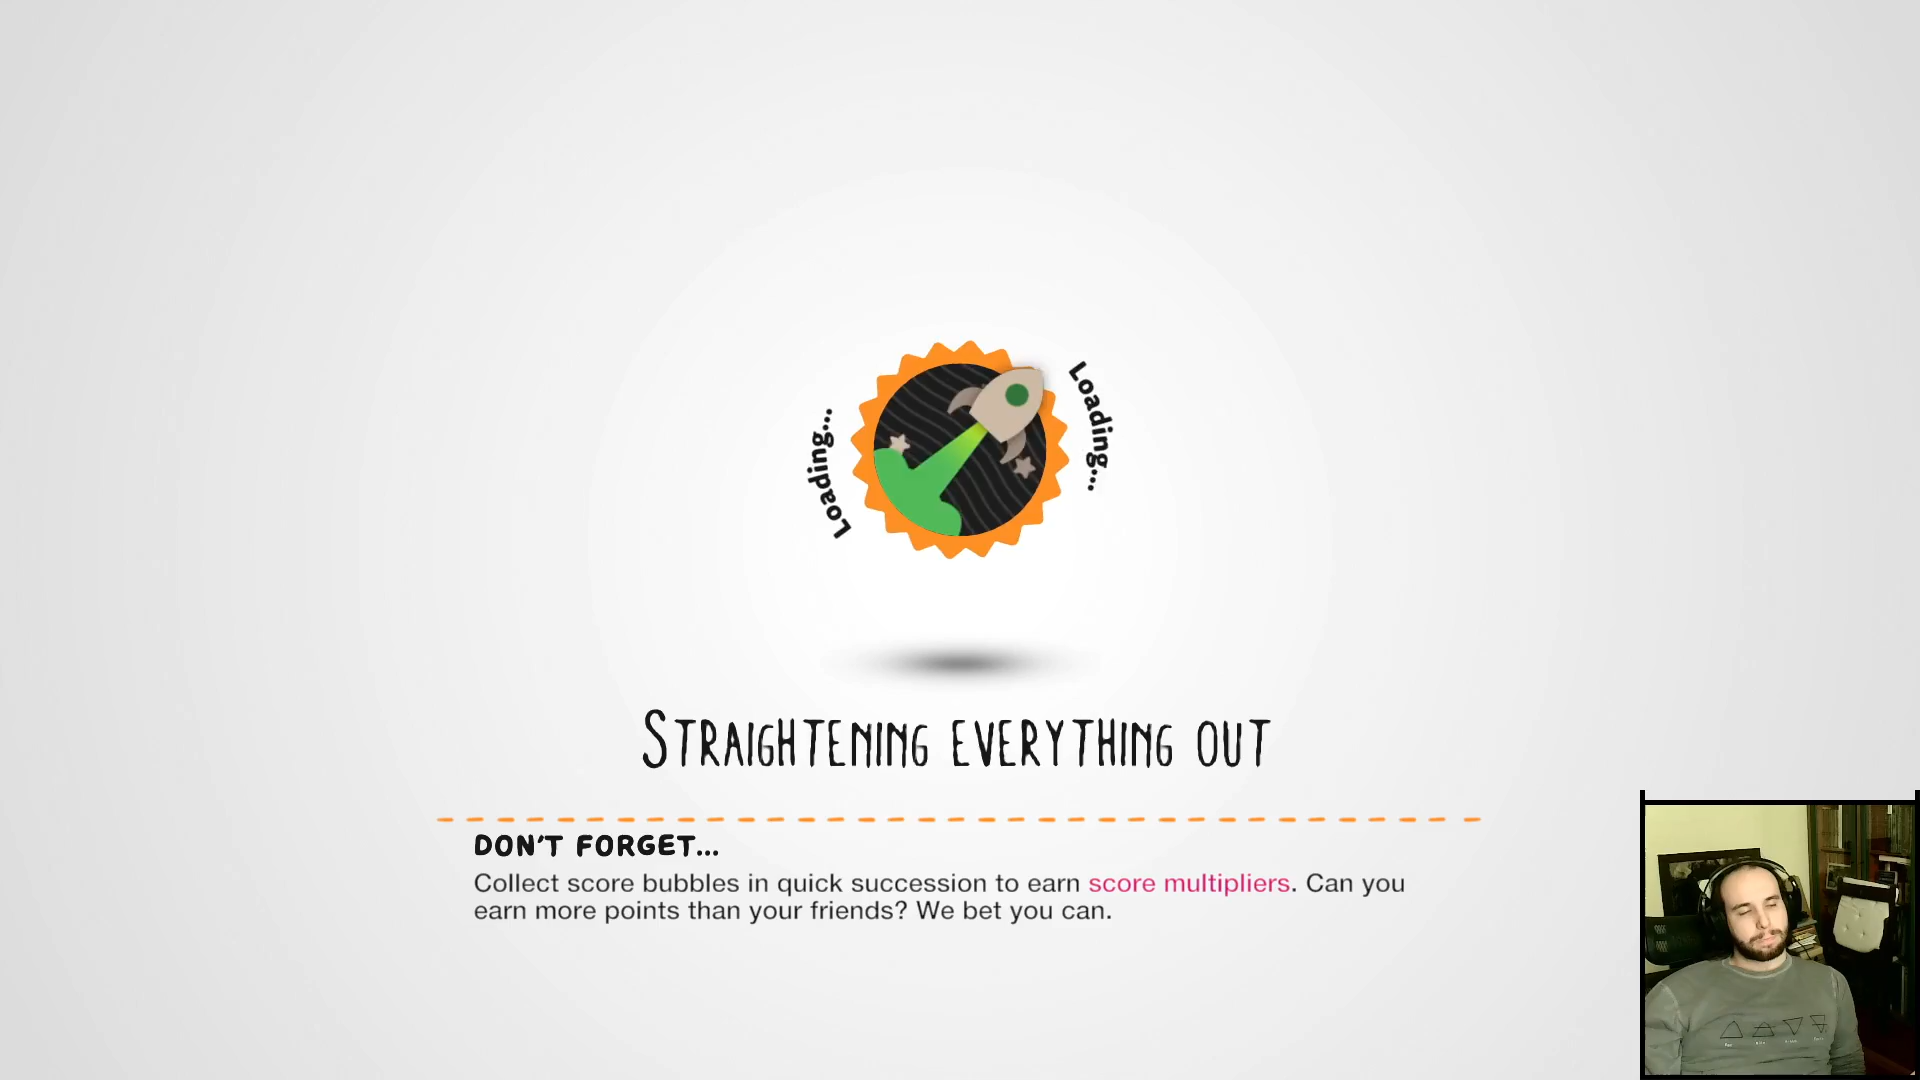 Loading...
Loading...
STRAIGHTENING EVERYTHING OUT
DON'T FORGET...
Collect score bubbles in quick succession to earn score multipliers. Can you
earn more points than your friends? We bet you can.